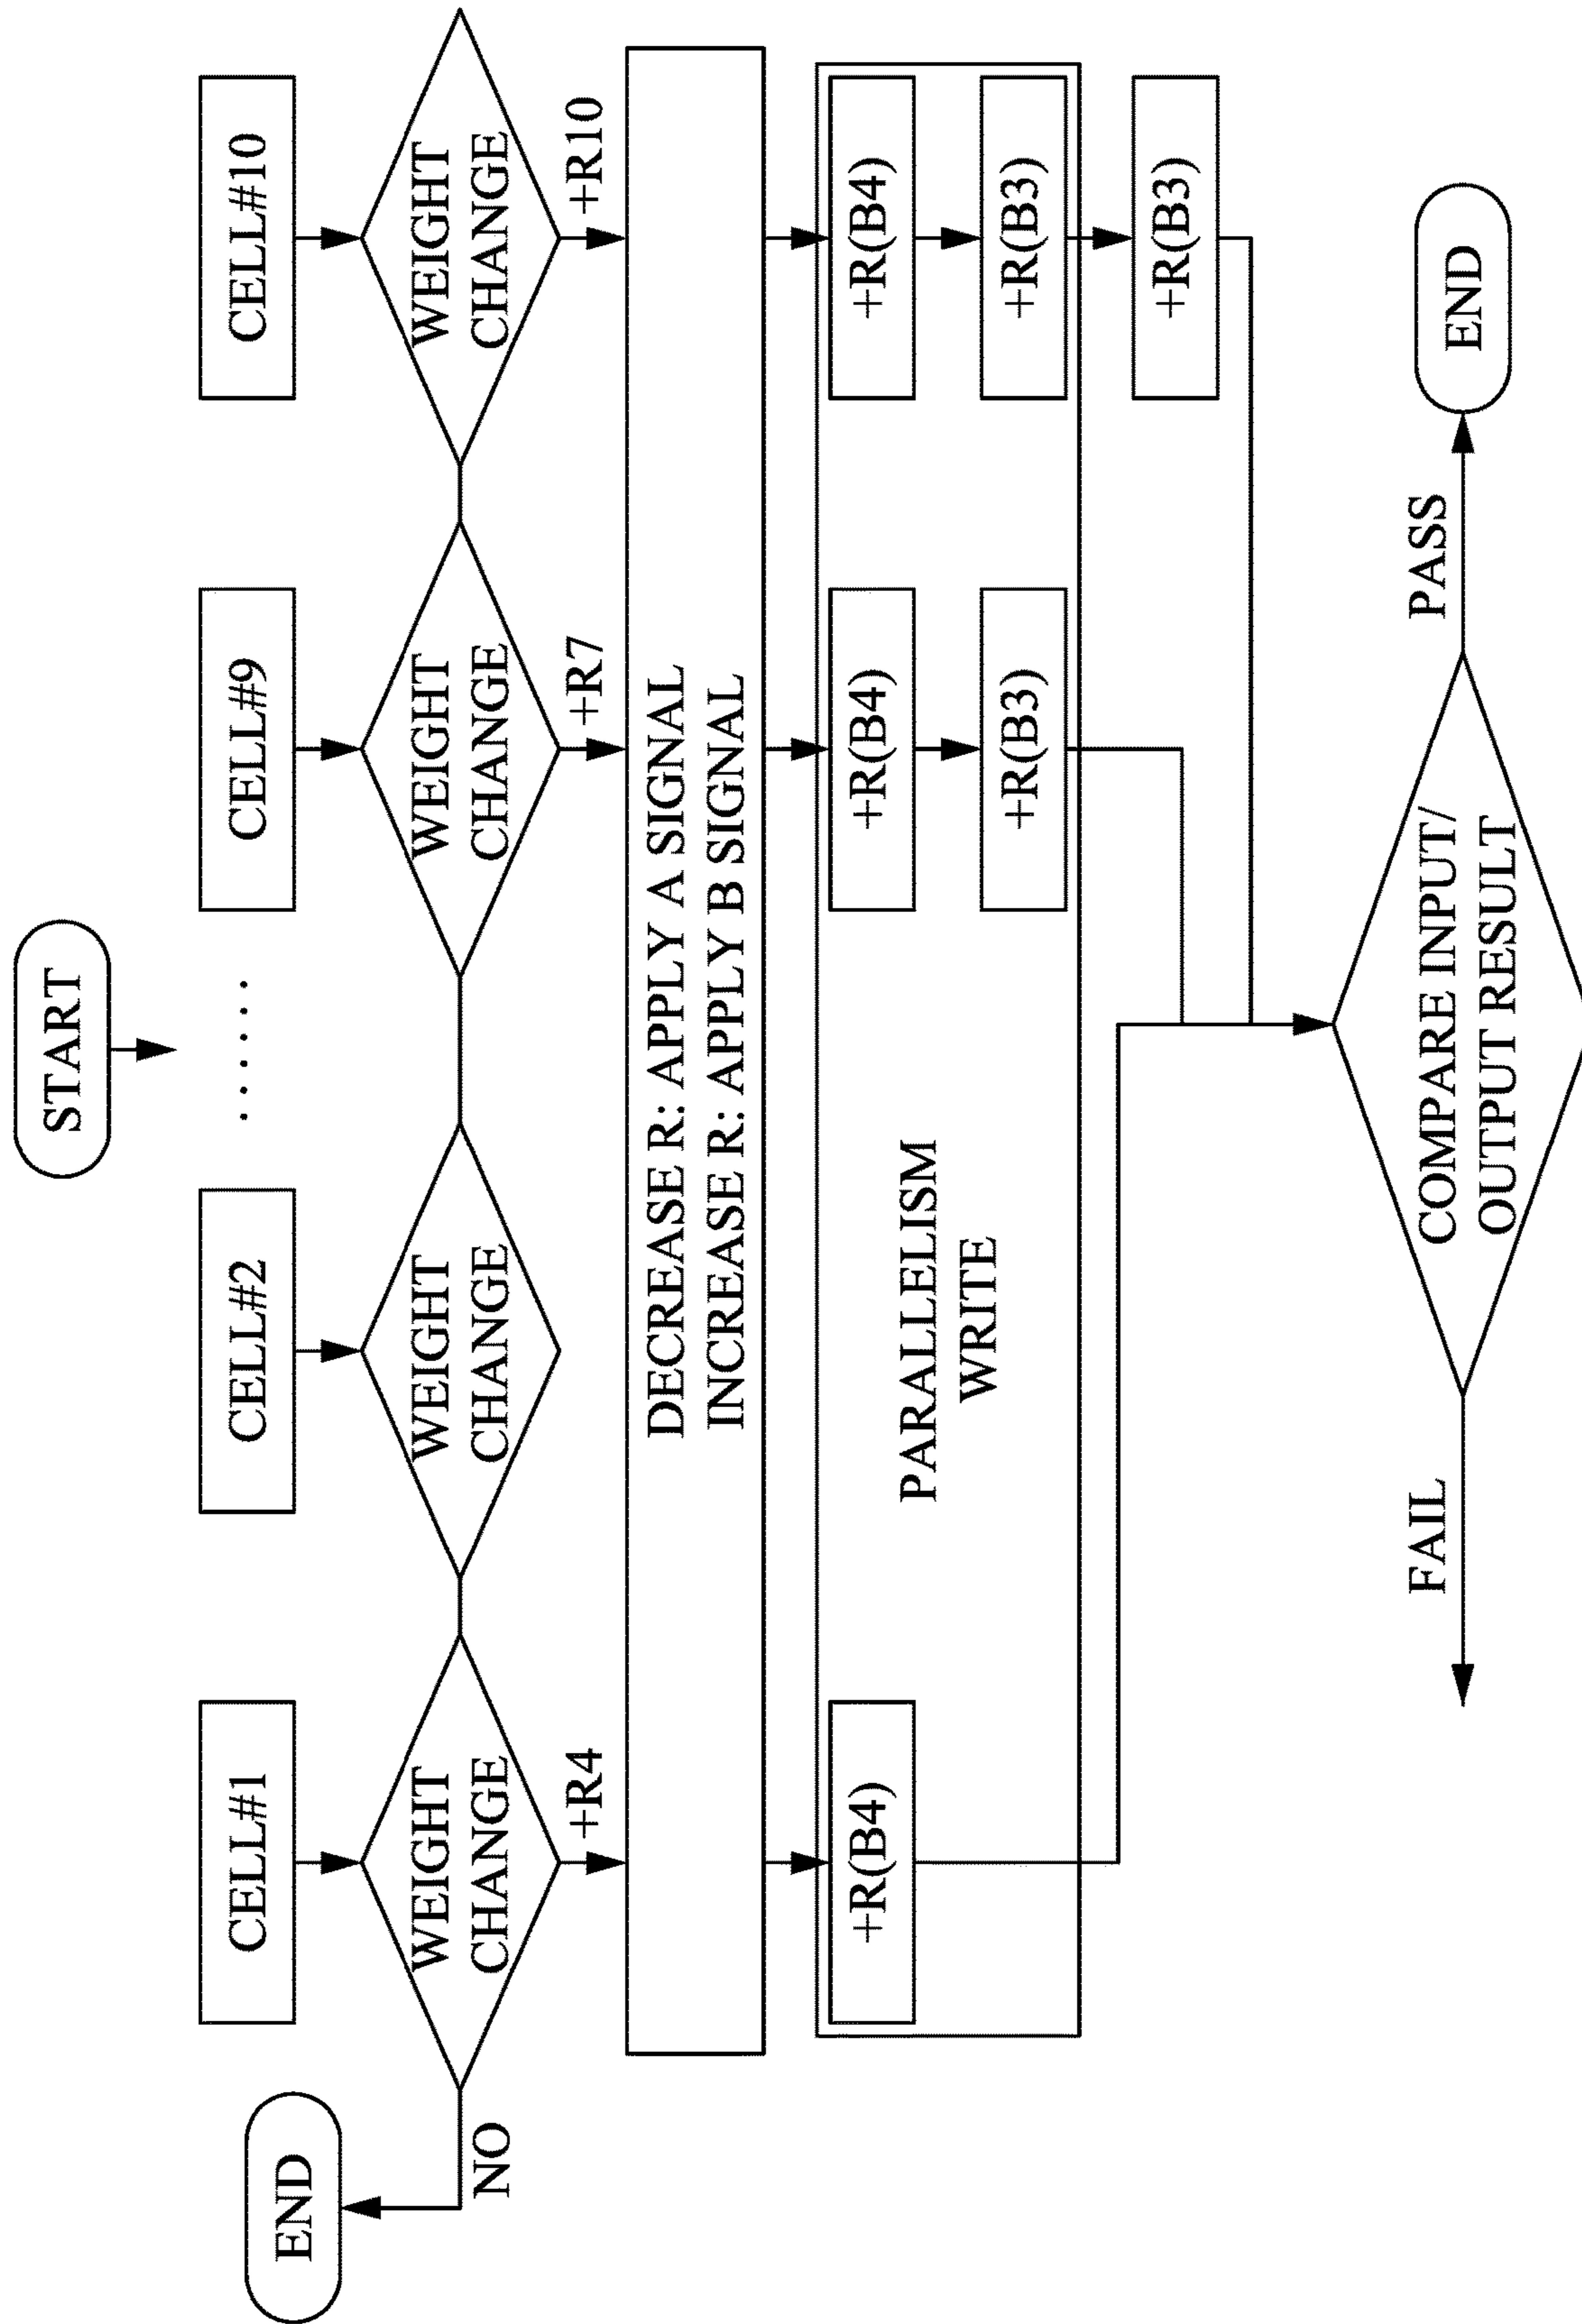 START
CELL#1
CELL#2
......
CELL#9
CELL#10
END
NO
WEIGHT
CHANGE
WEIGHT
CHANGE
WEIGHT
CHANGE
WEIGHT
CHANGE
+R4
+R7
+R10
DECREASE R: APPLY A SIGNAL
INCREASE R: APPLY B SIGNAL
+R(B4)
+R(B4)
+R(B4)
PARALLELISM
WRITE
+R(B3)
+R(B3)
+R(B3)
FAIL
COMPARE INPUT/
OUTPUT RESULT
PASS
END